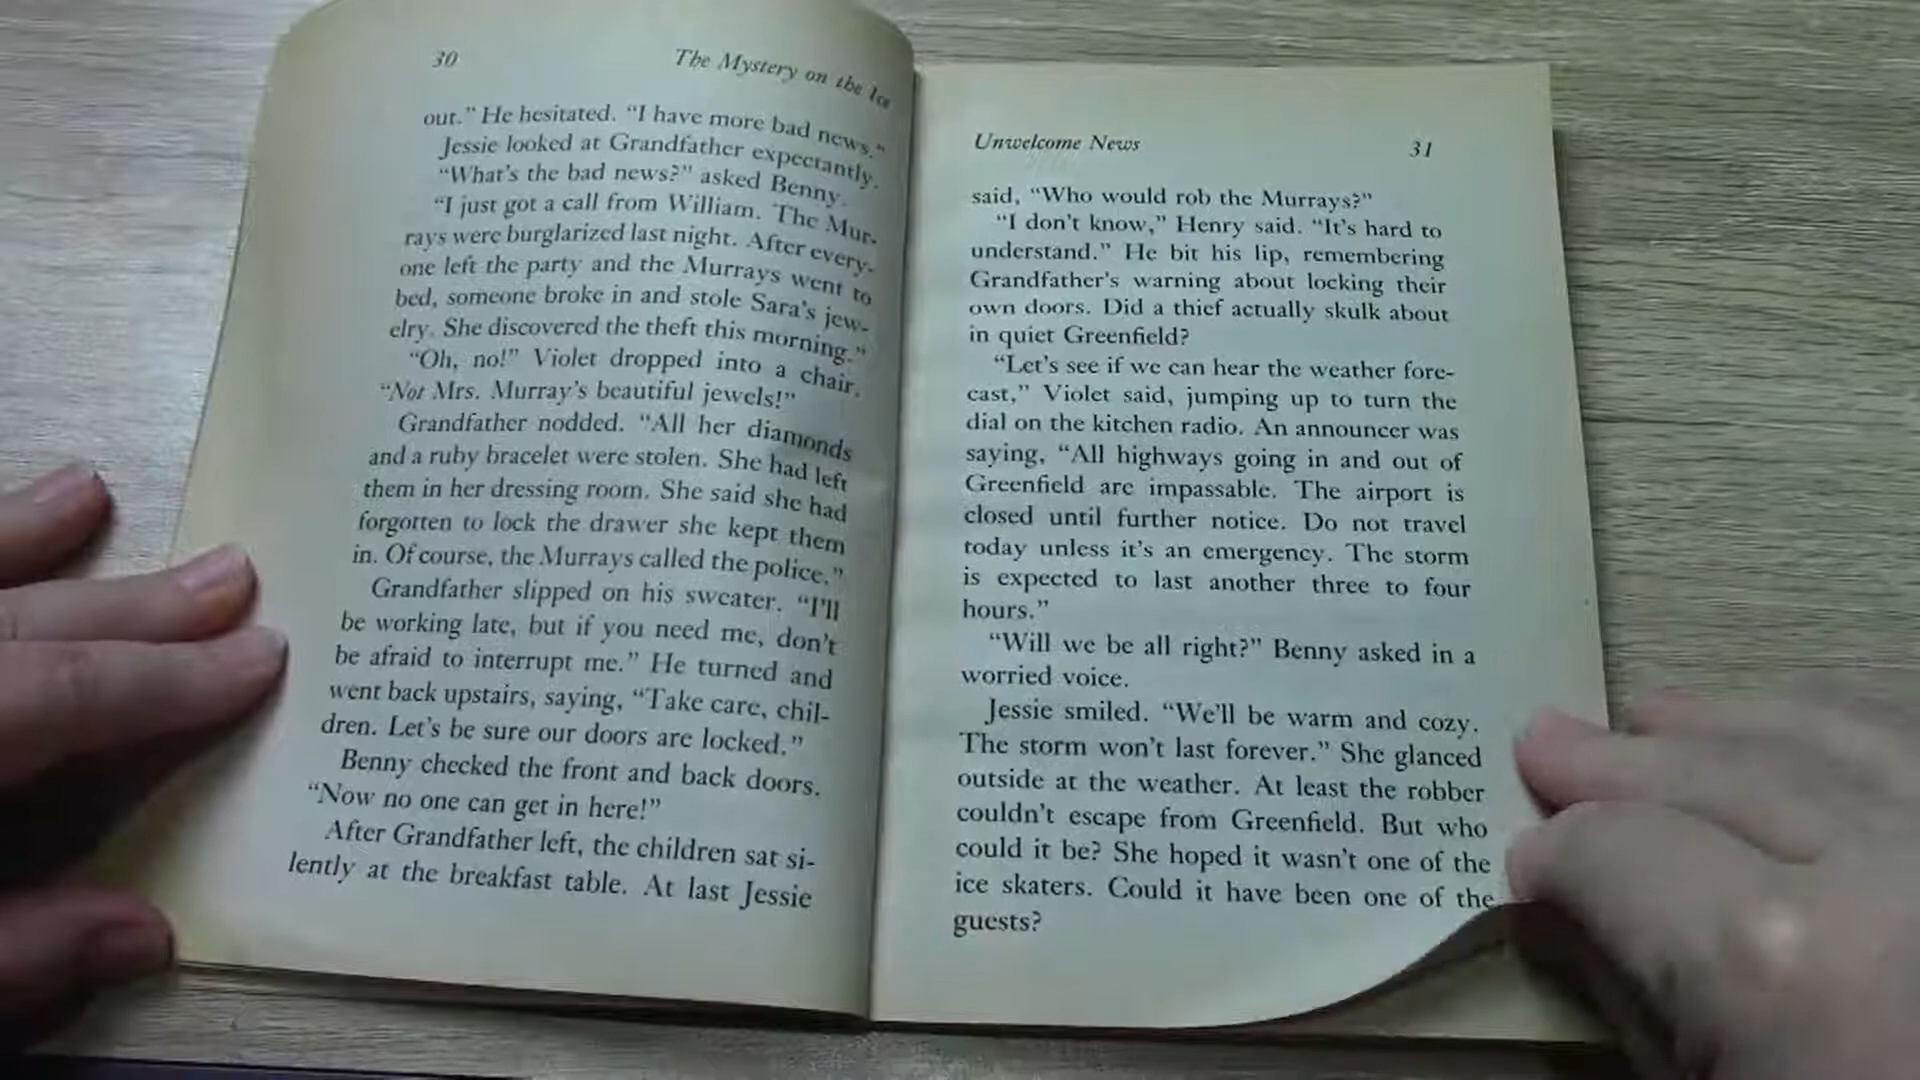 30
The Mystery on the Ice
out." He hesitated. "I have more bad news."
Jessie looked at Grandfather expectantly.
"What's the bad news?" asked Benny.
"I just got a call from William. The Mur-
rays were burglarized last night. After every-
one left the party and the Murrays went to
bed, someone broke in and stole Sara's jew-
elry. She discovered the theft this morning."
"Oh, no!" Violet dropped into a chair.
"Not Mrs. Murray's beautiful jewels!"
Grandfather nodded. "All her diamonds
and a ruby bracelet were stolen. She had left
them in her dressing room. She said she had
forgotten to lock the drawer she kept them
in. Of course, the Murrays called the police."
Grandfather slipped on his sweater. "I'll
be working late, but if you need me, don't
be afraid to interrupt me." He turned and
went back upstairs, saying, "Take care, chil-
dren. Let's be sure our doors are locked."
Benny checked the front and back doors.
"Now no one can get in here!"
After Grandfather left, the children sat si-
lently at the breakfast table. At last Jessie
Unwelcome News
31
said, "Who would rob the Murrays?"
"I don't know," Henry said. "It's hard to
understand." He bit his lip, remembering
Grandfather's warning about locking their
own doors. Did a thief actually skulk about
in quiet Greenfield?
"Let's see if we can hear the weather fore-
cast," Violet said, jumping up to turn the
dial on the kitchen radio. An announcer was
saying, "All highways going in and out of
Greenfield are impassable. The airport is
closed until further notice. Do not travel
today unless it's an emergency. The storm
is expected to last another three to four
hours."
"Will we be all right?" Benny asked in a
worried voice.
Jessie smiled. "We'll be warm and cozy.
The storm won't last forever." She glanced
outside at the weather. At least the robber
couldn't escape from Greenfield. But who
could it be? She hoped it wasn't one of the
ice skaters. Could it have been one of the
guests?